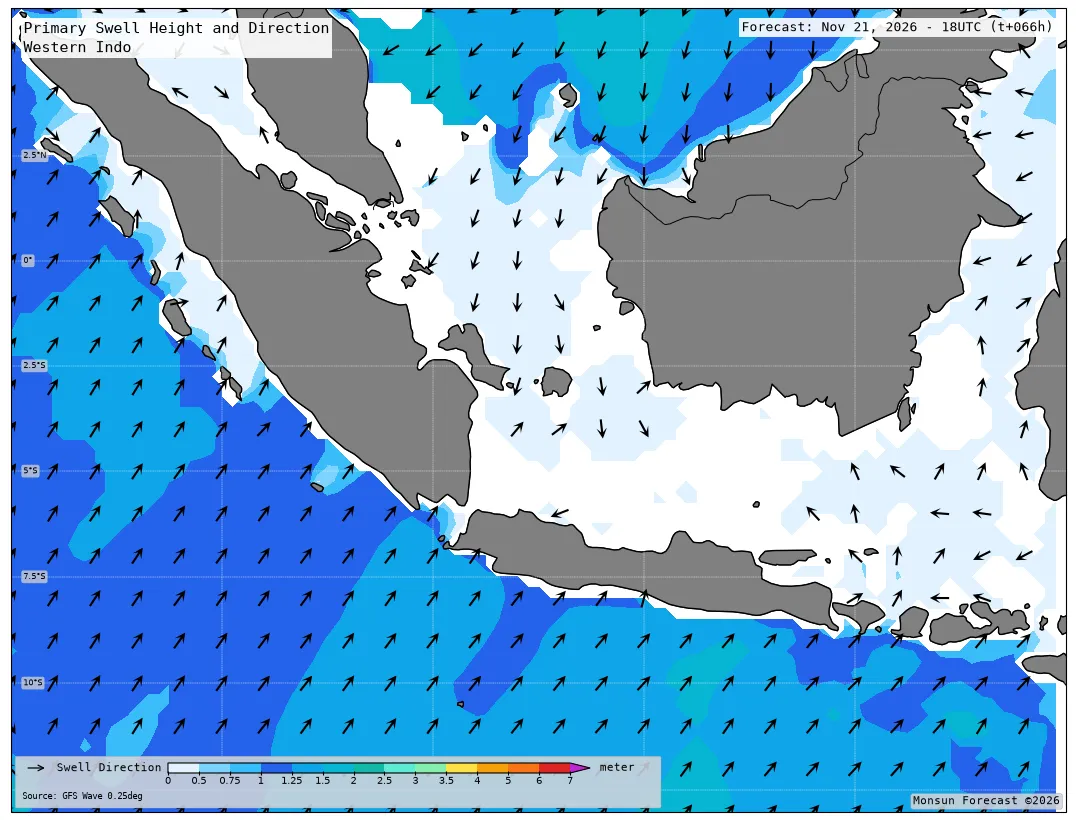 Primary Swell Height and Direction
Western Indo
Forecast: Nov 21, 2026 - 18UTC (t+066h)
2.5°N
0°
2.5°S
5°S
7.5°S
10°S
Swell Direction
0 0.5 0.75 1 1.25 1.5 2 2.5 3 3.5 4 5 6 7
meter
Source: GFS Wave 0.25deg
Monsun Forecast ©2026